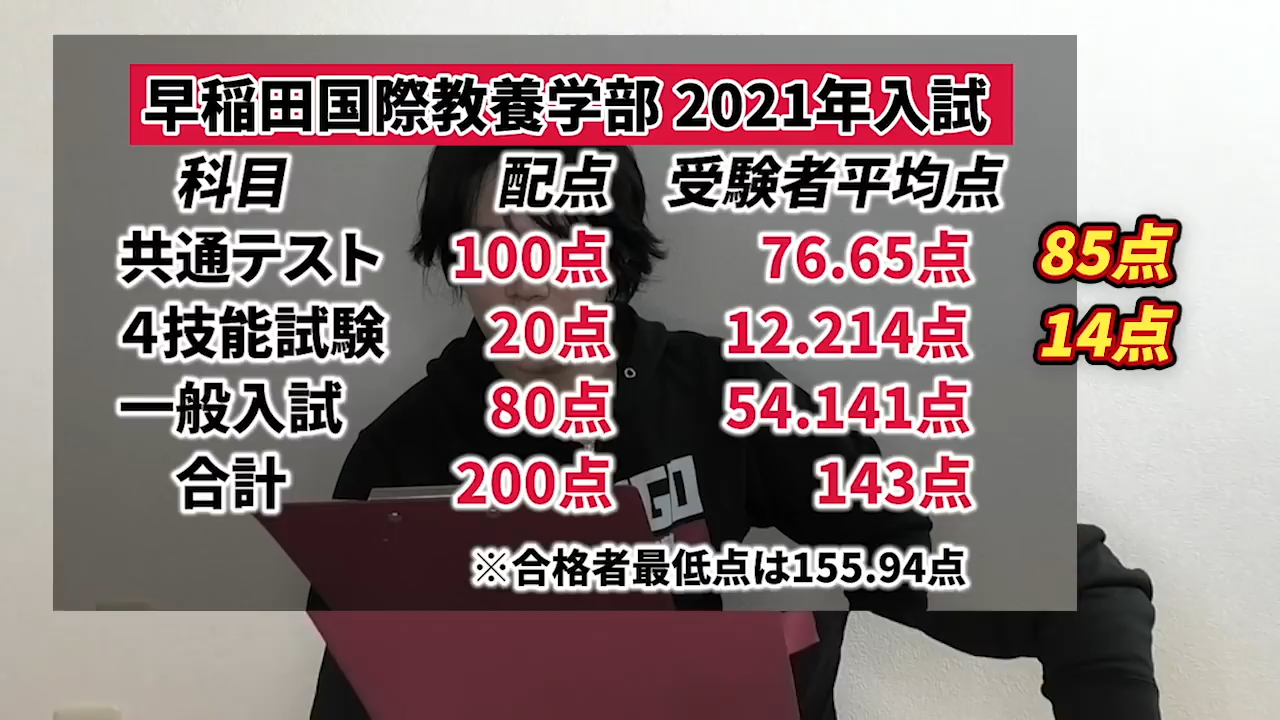 早稲田国際教養学部 2021年入試
科目 配点 受験者平均点
共通テスト 100点 76.65点 85点
4技能試験 20点 12.214点 14点
一般入試 80点 54.141点
合計 200点 143点
GO
※合格者最低点は155.94点